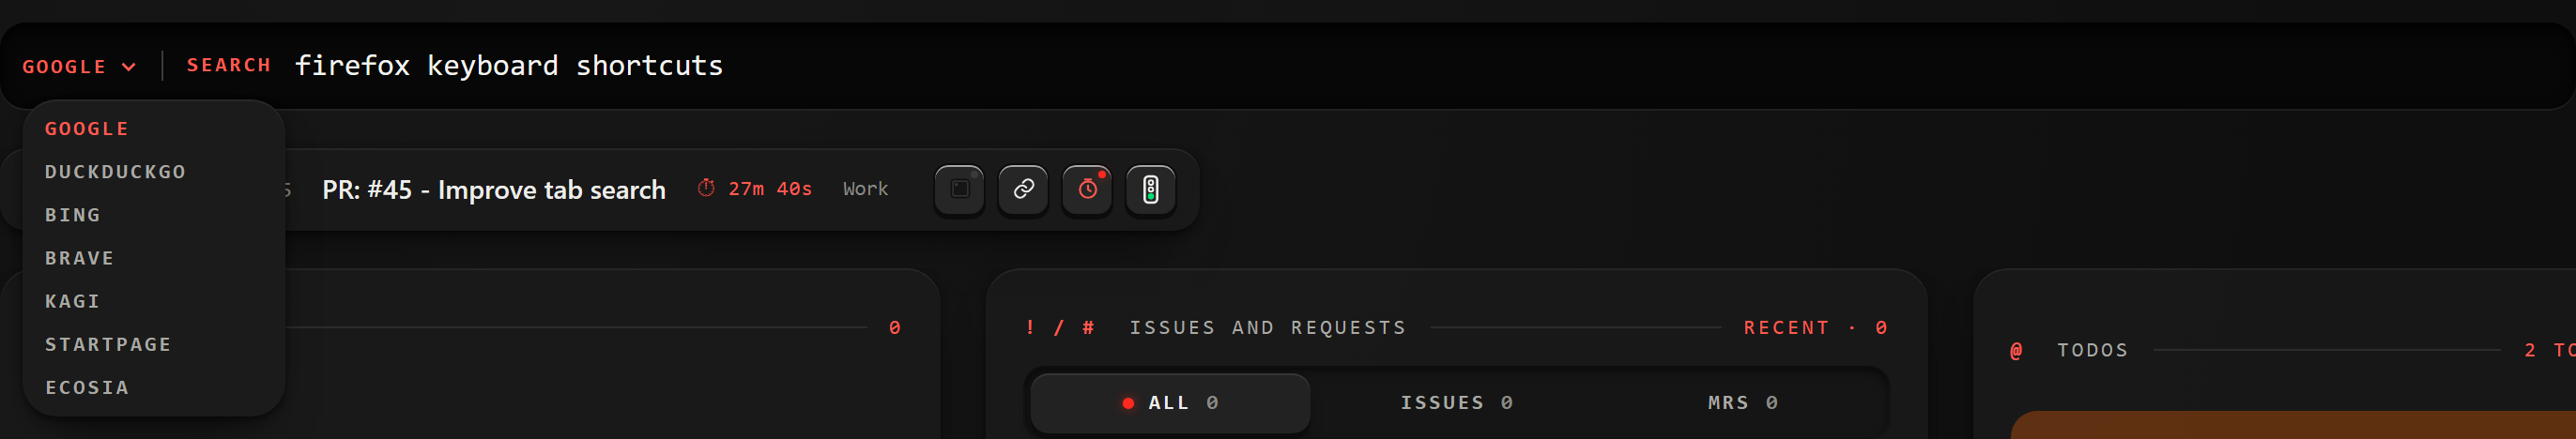 GOOGLE SEARCH firefox keyboard shortcuts
GOOGLE
DUCKDUCKGO
BING
BRAVE
KAGI
STARTPAGE
ECOSIA
PR: #45 - Improve tab search 27m 40s Work
0
! / # ISSUES AND REQUESTS RECENT · 0
ALL 0 ISSUES 0 MRS 0
@ TODOS 2